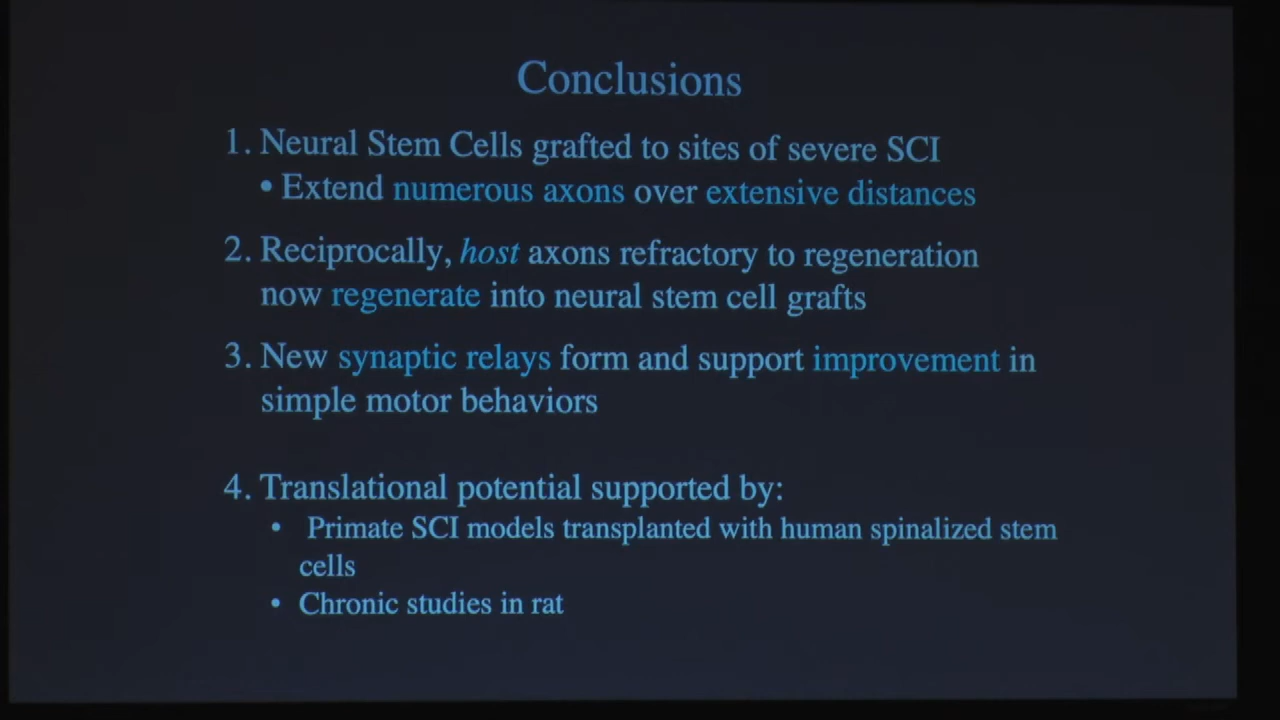 Conclusions
1. Neural Stem Cells grafted to sites of severe SCI
• Extend numerous axons over extensive distances
2. Reciprocally, host axons refractory to regeneration
now regenerate into neural stem cell grafts
3. New synaptic relays form and support improvement in
simple motor behaviors
4. Translational potential supported by:
• Primate SCI models transplanted with human spinalized stem
cells
• Chronic studies in rat